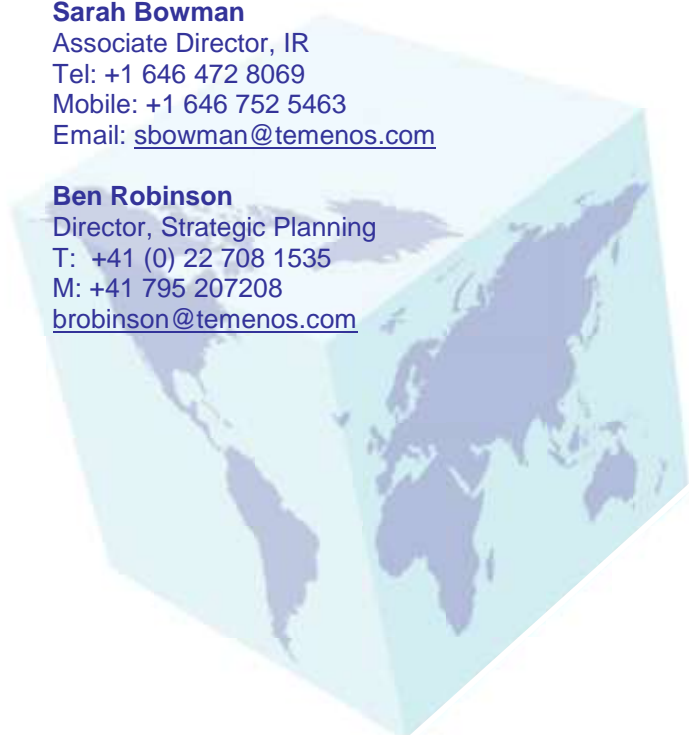 Sarah Bowman
Associate Director, IR
Tel: +1 646 472 8069
Mobile: +1 646 752 5463
Email: sbowman@temenos.com
Ben Robinson
Director, Strategic Planning
T: +41 (0) 22 708 1535
M: +41 795 207208
brobinson@temenos.com